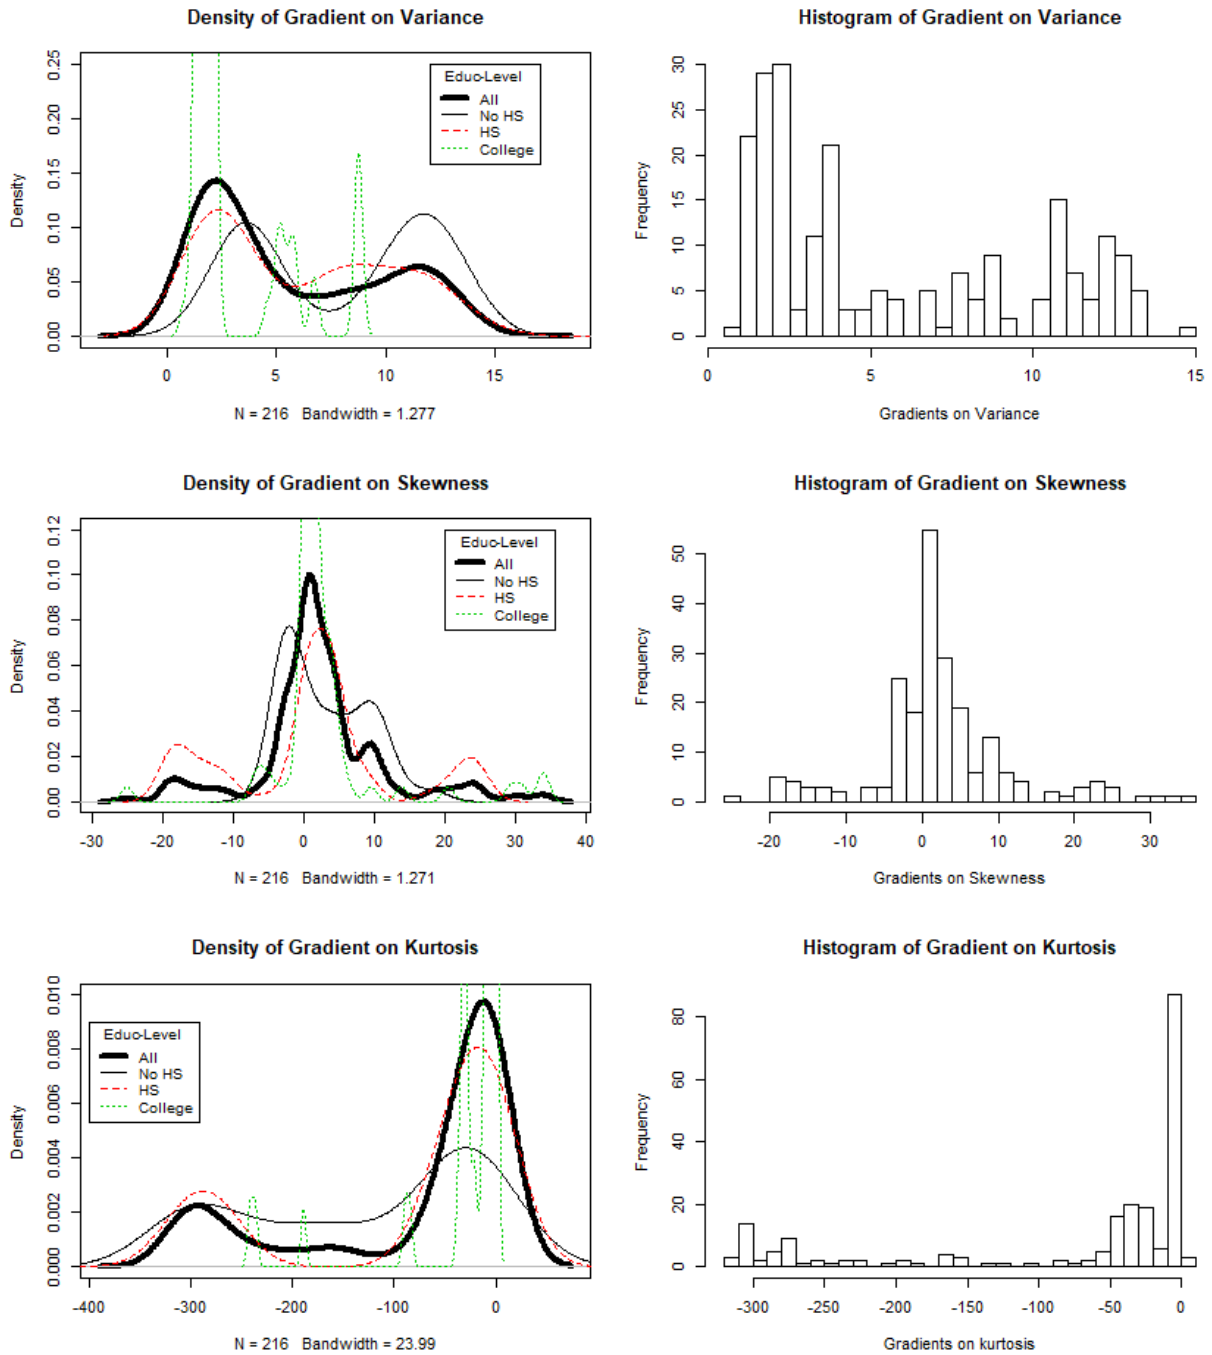 Density of Gradient on Variance
Histogram of Gradient on Variance
Density
0.00 0.05 0.10 0.15 0.20 0.25
Educ-Level
All
No HS
HS
College
0 5 10 15
N = 216 Bandwidth = 1.277
Frequency
0 5 10 15 20 25 30
0 5 10 15
Gradients on Variance
Density of Gradient on Skewness
Histogram of Gradient on Skewness
Density
0.00 0.02 0.04 0.06 0.08 0.10 0.12
Educ-Level
All
No HS
HS
College
-30 -20 -10 0 10 20 30 40
N = 216 Bandwidth = 1.271
Frequency
0 10 20 30 40 50
-20 -10 0 10 20 30
Gradients on Skewness
Density of Gradient on Kurtosis
Histogram of Gradient on Kurtosis
Density
0.000 0.002 0.004 0.006 0.008 0.010
Educ-Level
All
No HS
HS
College
-400 -300 -200 -100 0
N = 216 Bandwidth = 23.99
Frequency
0 20 40 60 80
-300 -250 -200 -150 -100 -50 0
Gradients on kurtosis